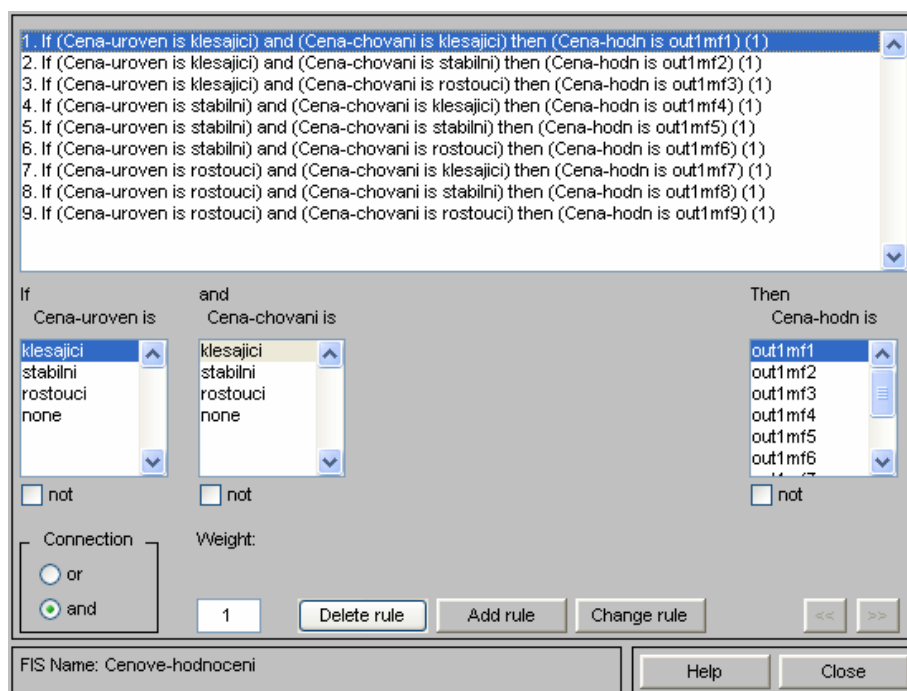 1. If (Cena-uroven is klesajici) and (Cena-chovani is klesajici) then (Cena-hodn is out1mf1) (1)
2. If (Cena-uroven is klesajici) and (Cena-chovani is stabilni) then (Cena-hodn is out1mf2) (1)
3. If (Cena-uroven is klesajici) and (Cena-chovani is rostouci) then (Cena-hodn is out1mf3) (1)
4. If (Cena-uroven is stabilni) and (Cena-chovani is klesajici) then (Cena-hodn is out1mf4) (1)
5. If (Cena-uroven is stabilni) and (Cena-chovani is stabilni) then (Cena-hodn is out1mf5) (1)
6. If (Cena-uroven is stabilni) and (Cena-chovani is rostouci) then (Cena-hodn is out1mf6) (1)
7. If (Cena-uroven is rostouci) and (Cena-chovani is klesajici) then (Cena-hodn is out1mf7) (1)
8. If (Cena-uroven is rostouci) and (Cena-chovani is stabilni) then (Cena-hodn is out1mf8) (1)
9. If (Cena-uroven is rostouci) and (Cena-chovani is rostouci) then (Cena-hodn is out1mf9) (1)
If
Cena-uroven is
klesajici
stabilni
rostouci
none
not
and
Cena-chovani is
klesajici
stabilni
rostouci
none
not
Then
Cena-hodn is
out1mf1
out1mf2
out1mf3
out1mf4
out1mf5
out1mf6
not
Connection
or
and
Weight:
1
Delete rule
Add rule
Change rule
<<
>>
FIS Name: Cenove-hodnoceni
Help
Close